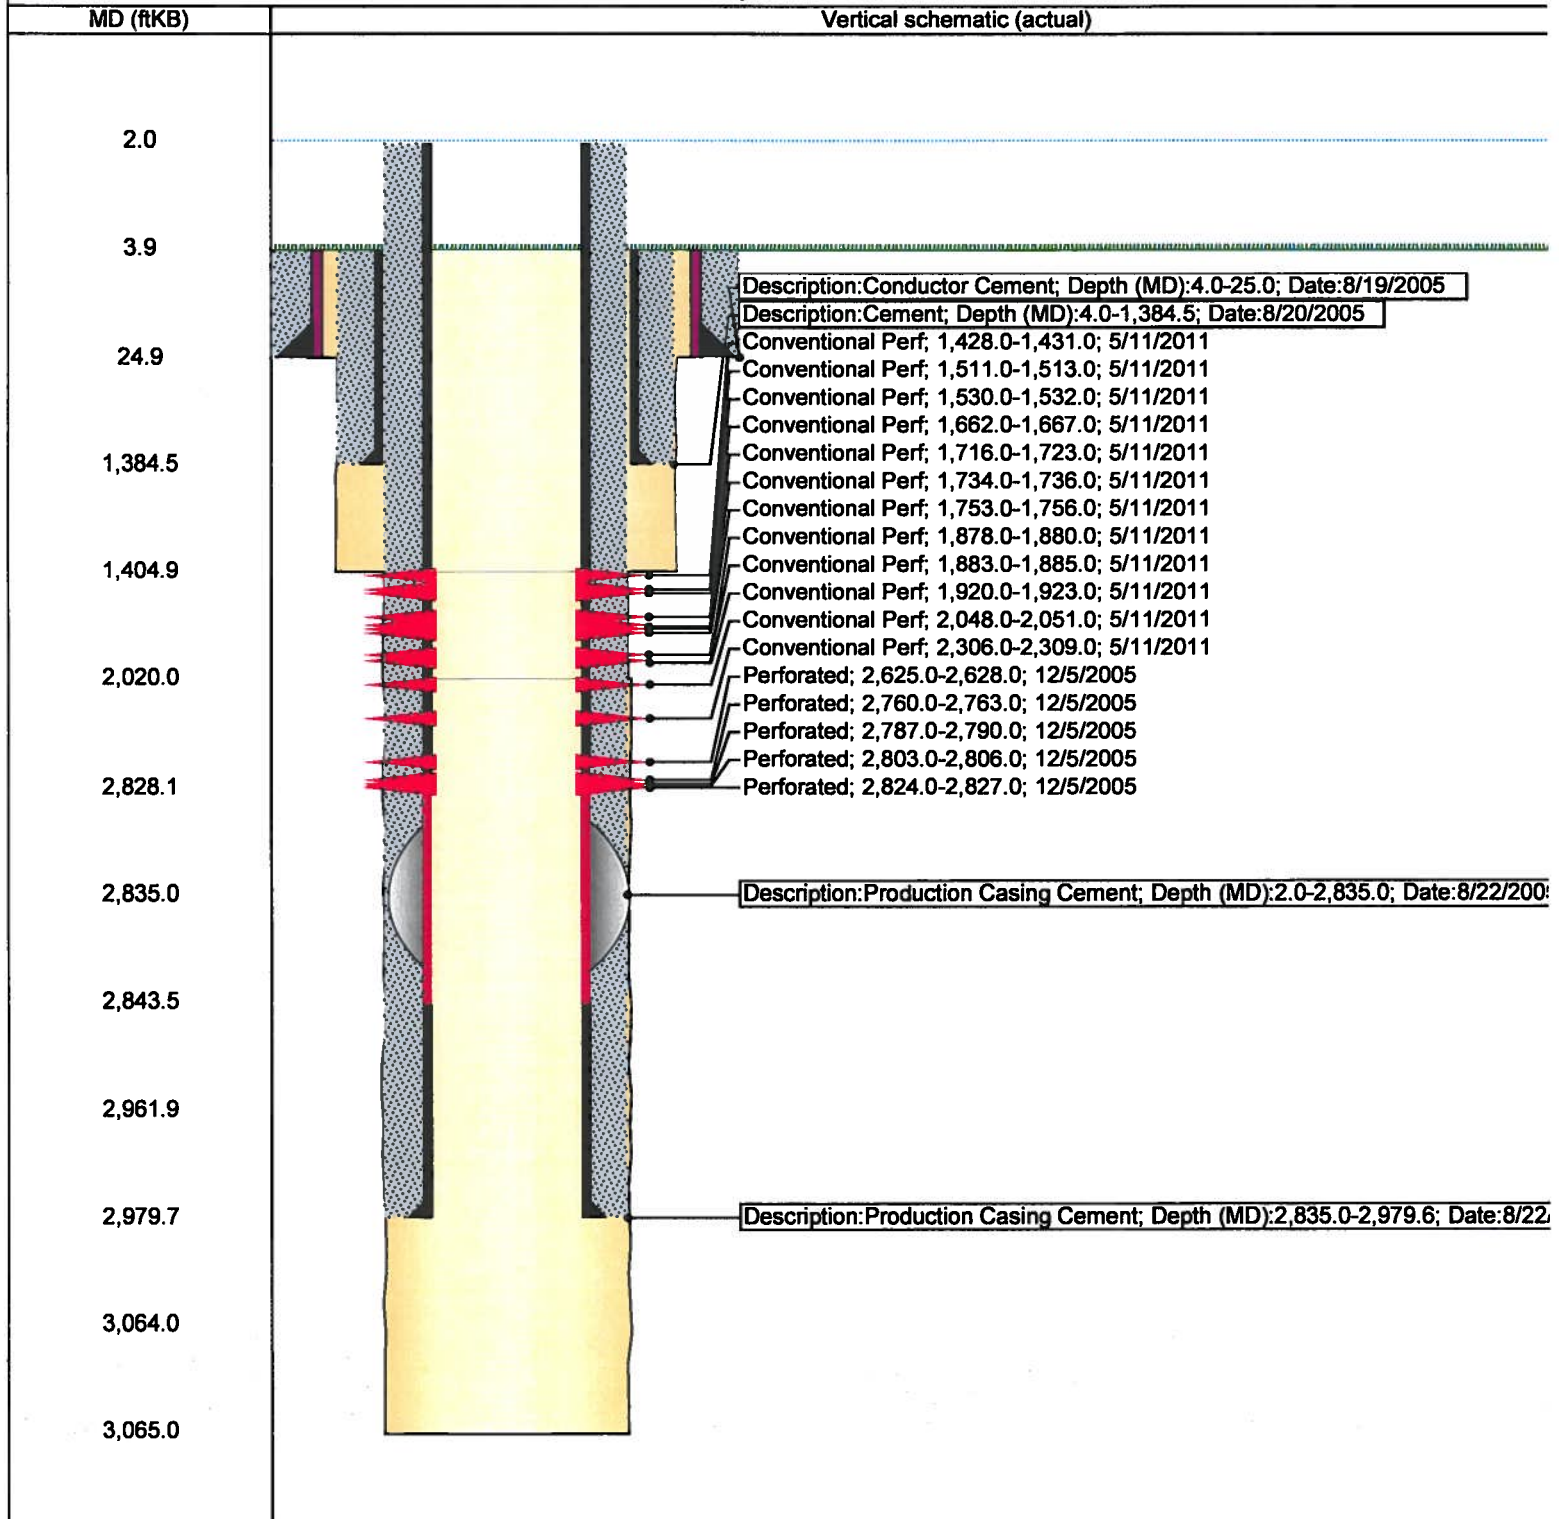 MD (ftKB)
Vertical schematic (actual)
2.0
3.9
Description:Conductor Cement; Depth (MD):4.0-25.0; Date:8/19/2005
Description:Cement; Depth (MD):4.0-1,384.5; Date:8/20/2005
Conventional Perf; 1,428.0-1,431.0; 5/11/2011
24.9
Conventional Perf; 1,511.0-1,513.0; 5/11/2011
Conventional Perf; 1,530.0-1,532.0; 5/11/2011
Conventional Perf; 1,662.0-1,667.0; 5/11/2011
Conventional Perf; 1,716.0-1,723.0; 5/11/2011
1,384.5
Conventional Perf; 1,734.0-1,736.0; 5/11/2011
Conventional Perf; 1,753.0-1,756.0; 5/11/2011
Conventional Perf; 1,878.0-1,880.0; 5/11/2011
Conventional Perf; 1,883.0-1,885.0; 5/11/2011
1,404.9
Conventional Perf; 1,920.0-1,923.0; 5/11/2011
Conventional Perf; 2,048.0-2,051.0; 5/11/2011
Conventional Perf; 2,306.0-2,309.0; 5/11/2011
2,020.0
Perforated; 2,625.0-2,628.0; 12/5/2005
Perforated; 2,760.0-2,763.0; 12/5/2005
Perforated; 2,787.0-2,790.0; 12/5/2005
Perforated; 2,803.0-2,806.0; 12/5/2005
2,828.1
Perforated; 2,824.0-2,827.0; 12/5/2005
2,835.0
Description:Production Casing Cement; Depth (MD):2.0-2,835.0; Date:8/22/200
2,843.5
2,961.9
2,979.7
Description:Production Casing Cement; Depth (MD):2,835.0-2,979.6; Date:8/22/
3,064.0
3,065.0